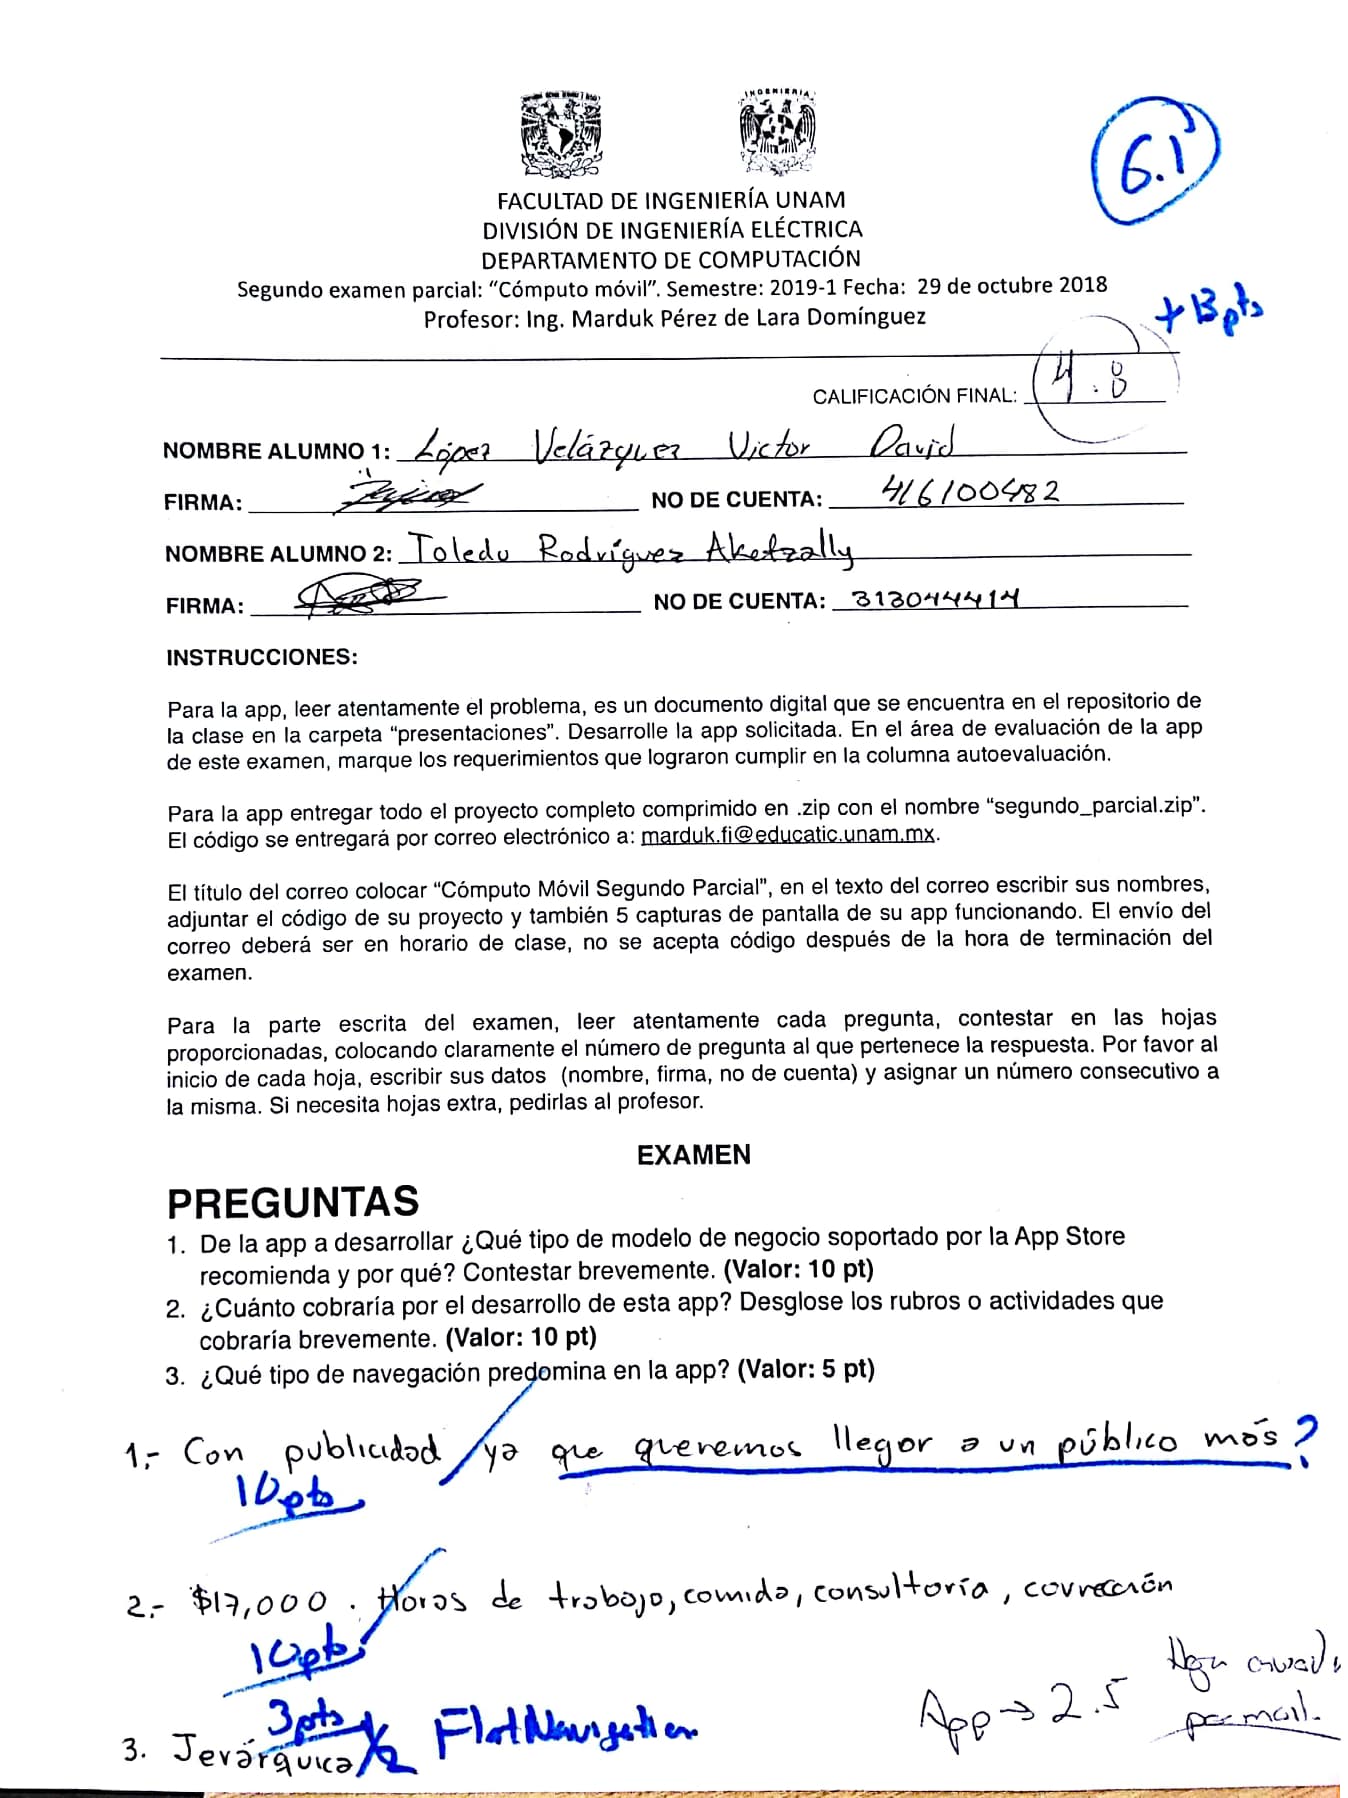 INGENIERIA
6.1
FACULTAD DE INGENIERÍA UNAM
DIVISIÓN DE INGENIERÍA ELÉCTRICA
DEPARTAMENTO DE COMPUTACIÓN
Segundo examen parcial: “Cómputo móvil”. Semestre: 2019-1 Fecha: 29 de octubre 2018
Profesor: Ing. Marduk Pérez de Lara Domínguez
+13pts
CALIFICACIÓN FINAL: 4.8
NOMBRE ALUMNO 1: López Velázquez Victor David
FIRMA: NO DE CUENTA: 416100482
NOMBRE ALUMNO 2: Toledo Rodríguez Aketzally
FIRMA: NO DE CUENTA: 313044414
INSTRUCCIONES:
Para la app, leer atentamente el problema, es un documento digital que se encuentra en el repositorio de
la clase en la carpeta “presentaciones”. Desarrolle la app solicitada. En el área de evaluación de la app
de este examen, marque los requerimientos que lograron cumplir en la columna autoevaluación.
Para la app entregar todo el proyecto completo comprimido en .zip con el nombre “segundo_parcial.zip”.
El código se entregará por correo electrónico a: marduk.fi@educatic.unam.mx.
El título del correo colocar “Cómputo Móvil Segundo Parcial”, en el texto del correo escribir sus nombres,
adjuntar el código de su proyecto y también 5 capturas de pantalla de su app funcionando. El envío del
correo deberá ser en horario de clase, no se acepta código después de la hora de terminación del
examen.
Para la parte escrita del examen, leer atentamente cada pregunta, contestar en las hojas
proporcionadas, colocando claramente el número de pregunta al que pertenece la respuesta. Por favor al
inicio de cada hoja, escribir sus datos (nombre, firma, no de cuenta) y asignar un número consecutivo a
la misma. Si necesita hojas extra, pedirlas al profesor.
EXAMEN
PREGUNTAS
1. De la app a desarrollar ¿Qué tipo de modelo de negocio soportado por la App Store
recomienda y por qué? Contestar brevemente. (Valor: 10 pt)
2. ¿Cuánto cobraría por el desarrollo de esta app? Desglose los rubros o actividades que
cobraría brevemente. (Valor: 10 pt)
3. ¿Qué tipo de navegación predomina en la app? (Valor: 5 pt)
1.- Con publicidad ya que queremos llegar a un público más ?
10pts
2.- $17,000. Horas de trabajo, comida, consultoría, corrección
10pts
App → 2.5
por mail.
3pts
3. Jerárquica 1/2 Flat Navigation